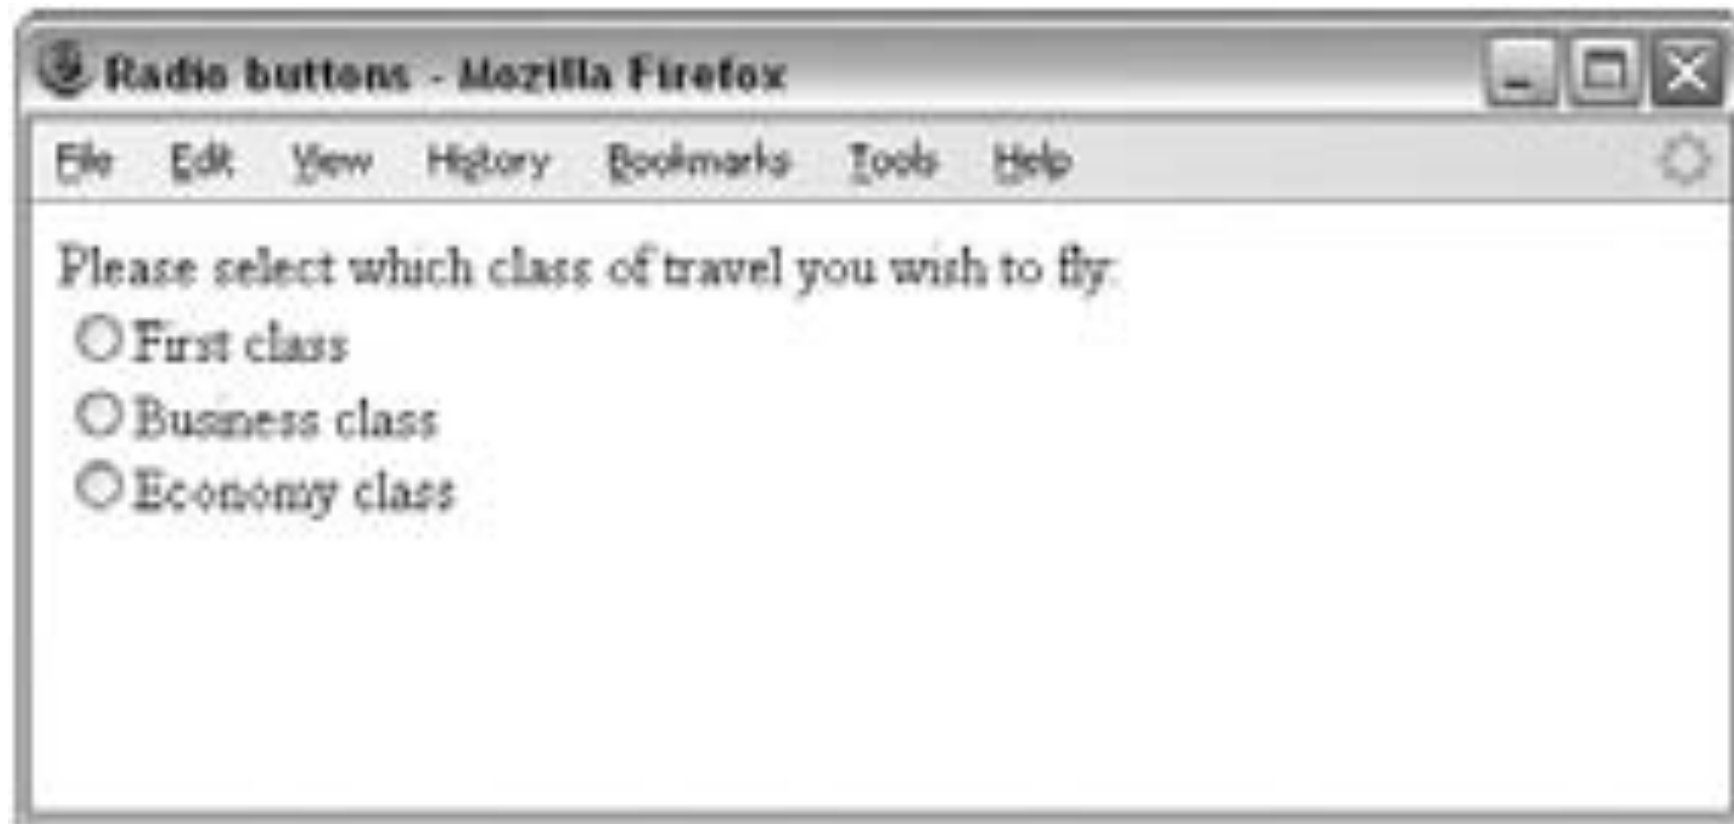 Radio buttons - Mozilla Firefox
File Edit View History Bookmarks Tools Help
Please select which class of travel you wish to fly:
First class
Business class
Economy class